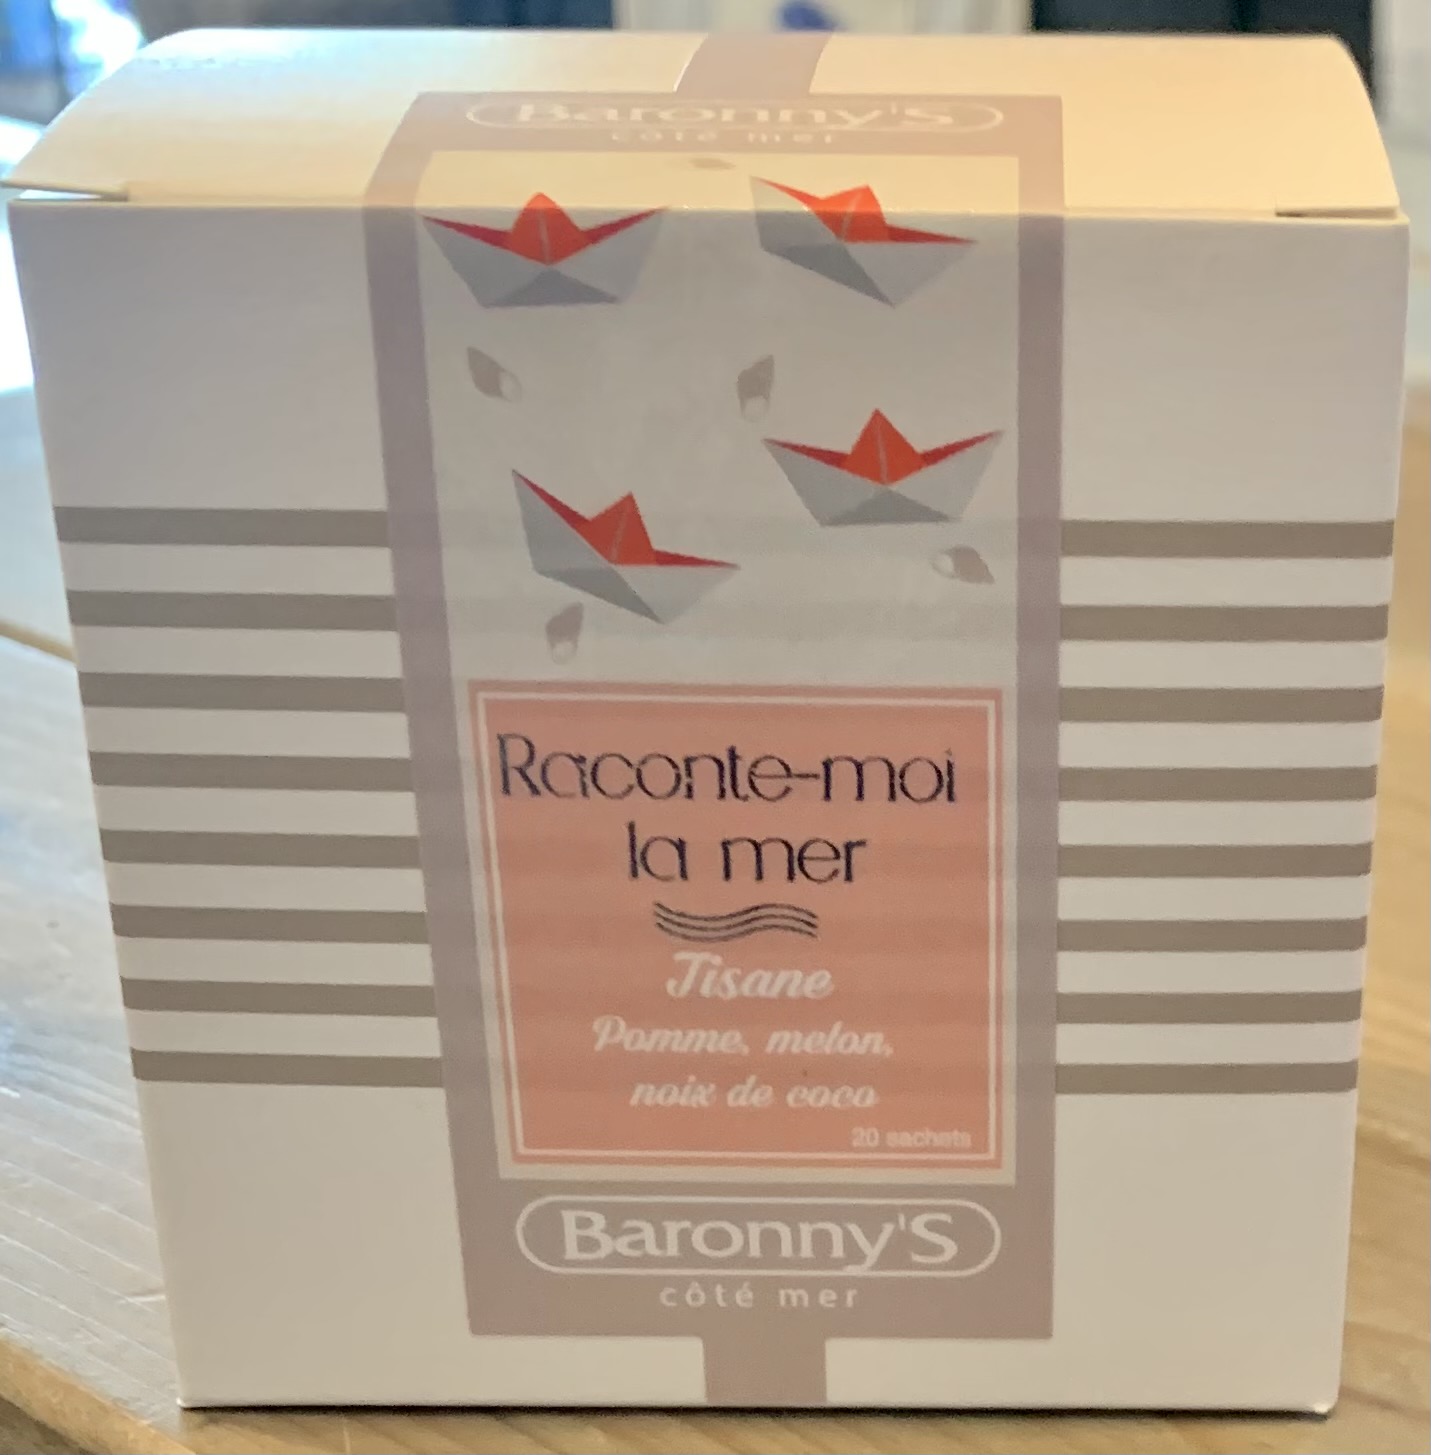 Baronny'S
côté mer
Raconte-moi
la mer
Tisane
Pomme, melon,
noix de coco
20 sachets
Baronny'S
côté mer